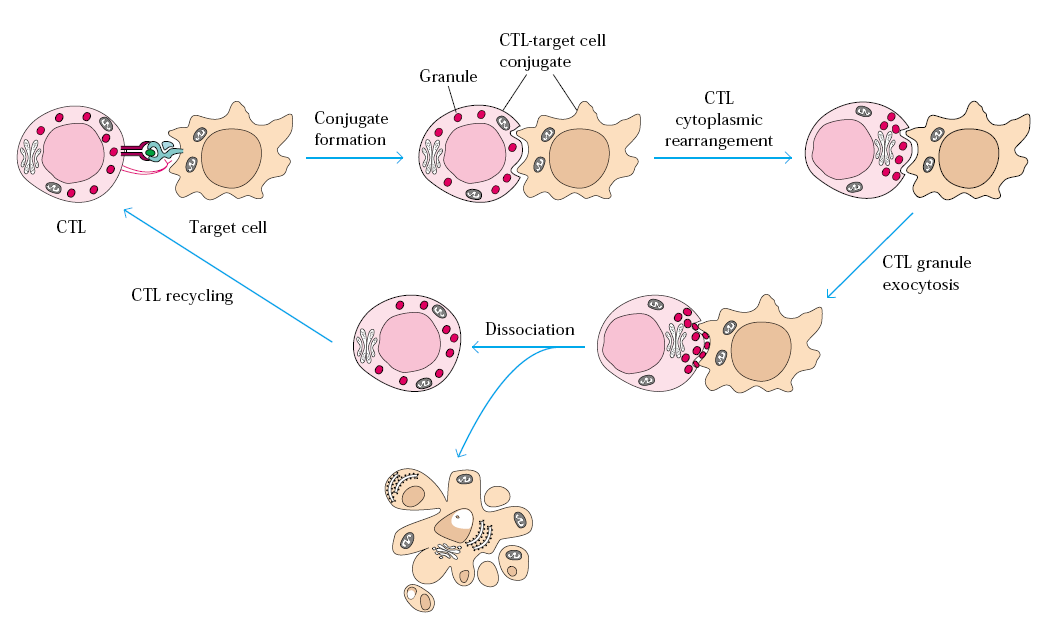 CTL-target cell
conjugate
Granule
Conjugate
formation
CTL
cytoplasmic
rearrangement
CTL
Target cell
CTL granule
exocytosis
CTL recycling
Dissociation